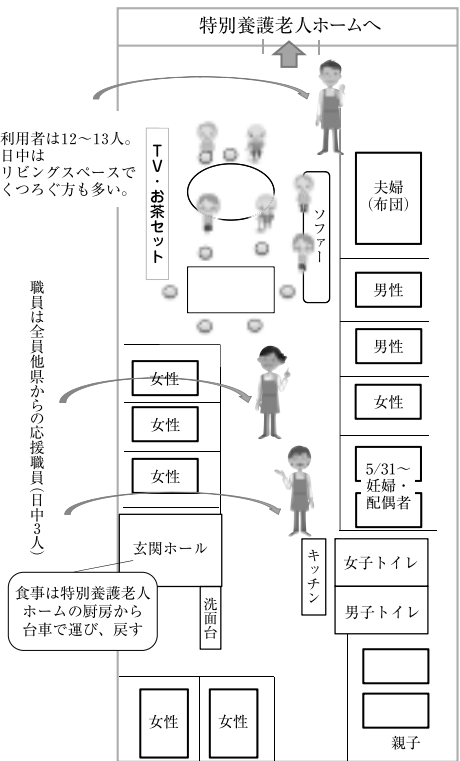 特別養護老人ホームへ
利用者は12〜13人。
日中は
リビングスペースで
くつろぐ方も多い。
TV・お茶セット
ソファー
夫婦
(布団)
男性
男性
女性
5/31〜
妊婦・
配偶者
職員は全員他県からの応援職員(日中3人)
女性
女性
女性
玄関ホール
キッチン
女子トイレ
男子トイレ
食事は特別養護老人
ホームの厨房から
台車で運び、戻す
洗面台
女性
女性
親子